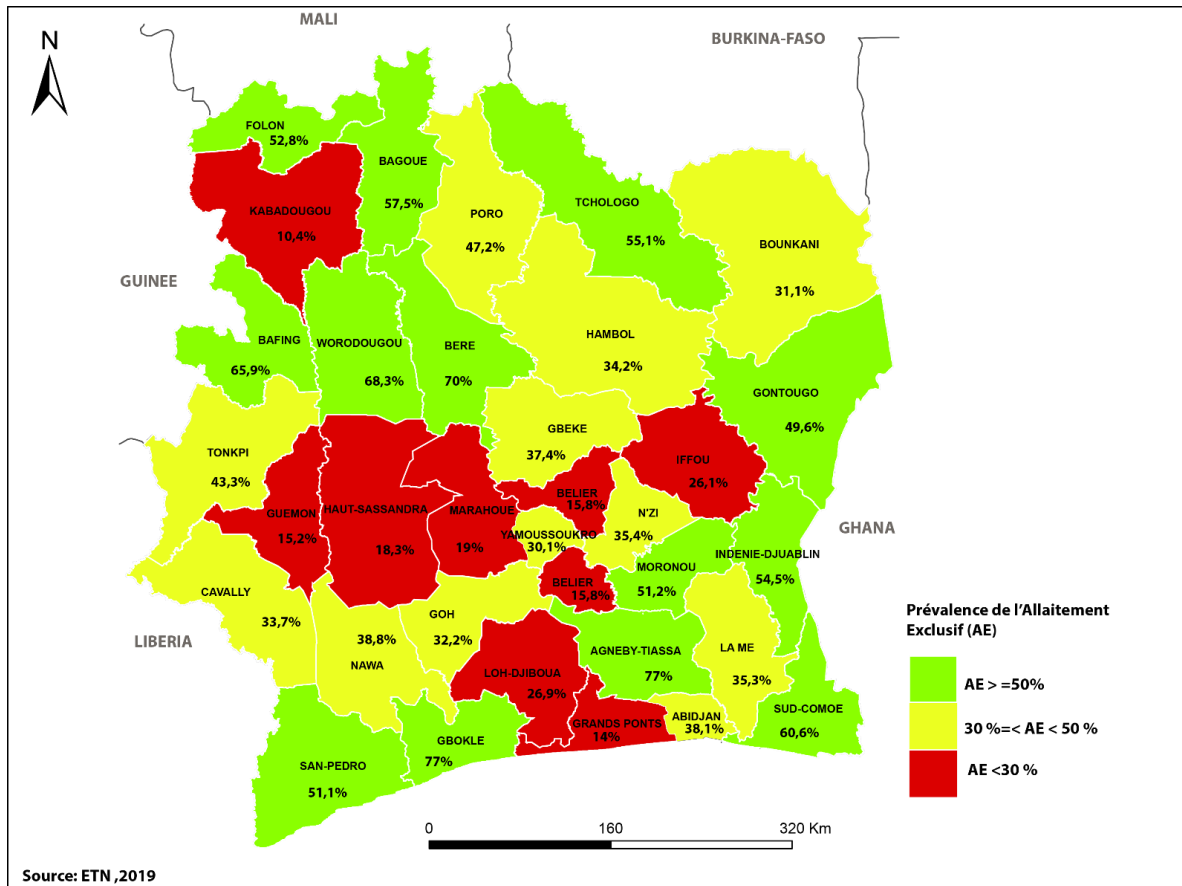 MALI
BURKINA-FASO
N
FOLON
52,8%
BAGOUE
57,5%
KABADOUGOU
10,4%
PORO
47,2%
TCHOLOGO
55,1%
BOUNKANI
31,1%
GUINEE
BAFING
65,9%
WORODOUGOU
68,3%
BERE
70%
HAMBOL
34,2%
GONTOUGO
49,6%
TONKPI
43,3%
GBEKE
37,4%
IFFOU
26,1%
GUEMON
15,2%
HAUT-SASSANDRA
18,3%
MARAHOUE
19%
BELIER
15,8%
N'ZI
35,4%
YAMOUSSOUKRO
30,1%
GHANA
INDENIE-DJUABLIN
54,5%
MORONOU
51,2%
BELIER
15,8%
CAVALLY
33,7%
LIBERIA
GOH
32,2%
38,8%
NAWA
LOH-DJIBOUA
26,9%
AGNEBY-TIASSA
77%
LA ME
35,3%
GRANDS PONTS
14%
ABIDJAN
38,1%
SUD-COMOE
60,6%
GBOKLE
77%
SAN-PEDRO
51,1%
Prévalence de l'Allaitement
Exclusif (AE)
AE > =50%
30 %=< AE < 50 %
AE <30 %
0 160 320 Km
Source: ETN ,2019